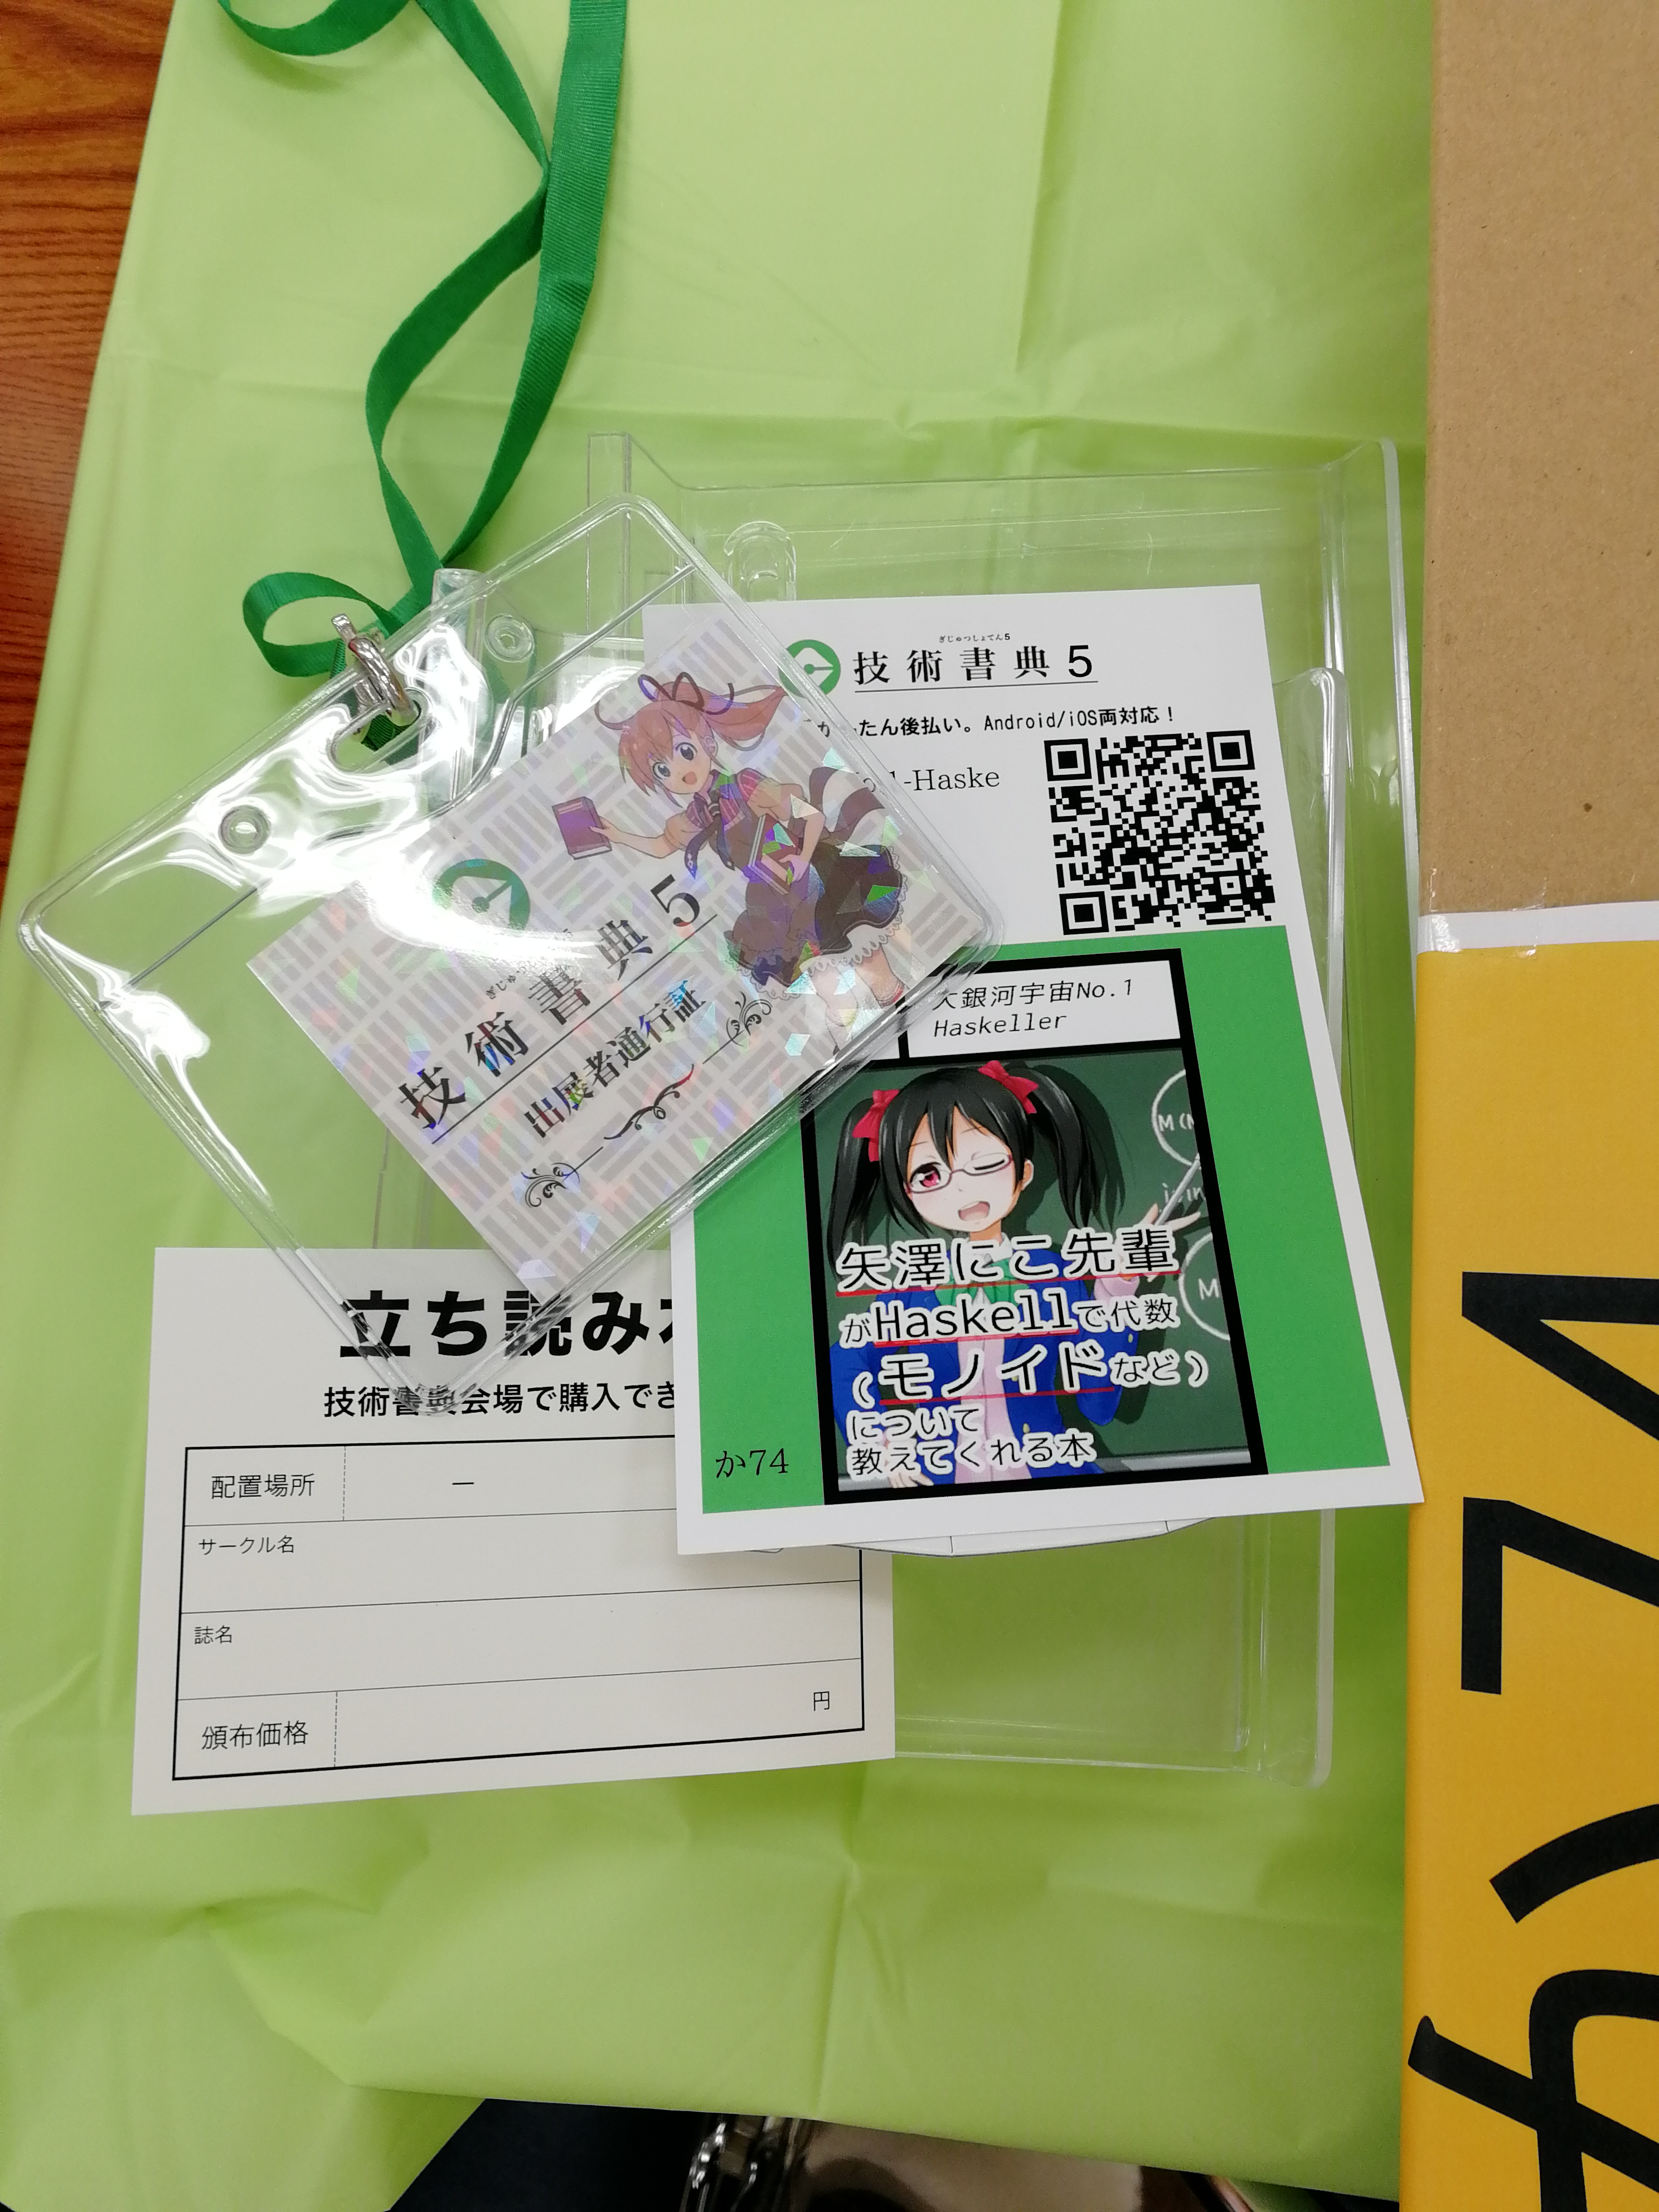 ぎじゅつしょてん5
技術書典 5
たん後払い。Android/iOS両対応！
1-Haske
大銀河宇宙No.1
Haskeller
矢澤にこ先輩
がHaskellで代数
(モノイドなど)
について
教えてくれる本
か74
技術書典 5
出展者通行証
立ち読み
技術書典会場で購入でき
配置場所 ー
サークル名
誌名
頒布価格 円